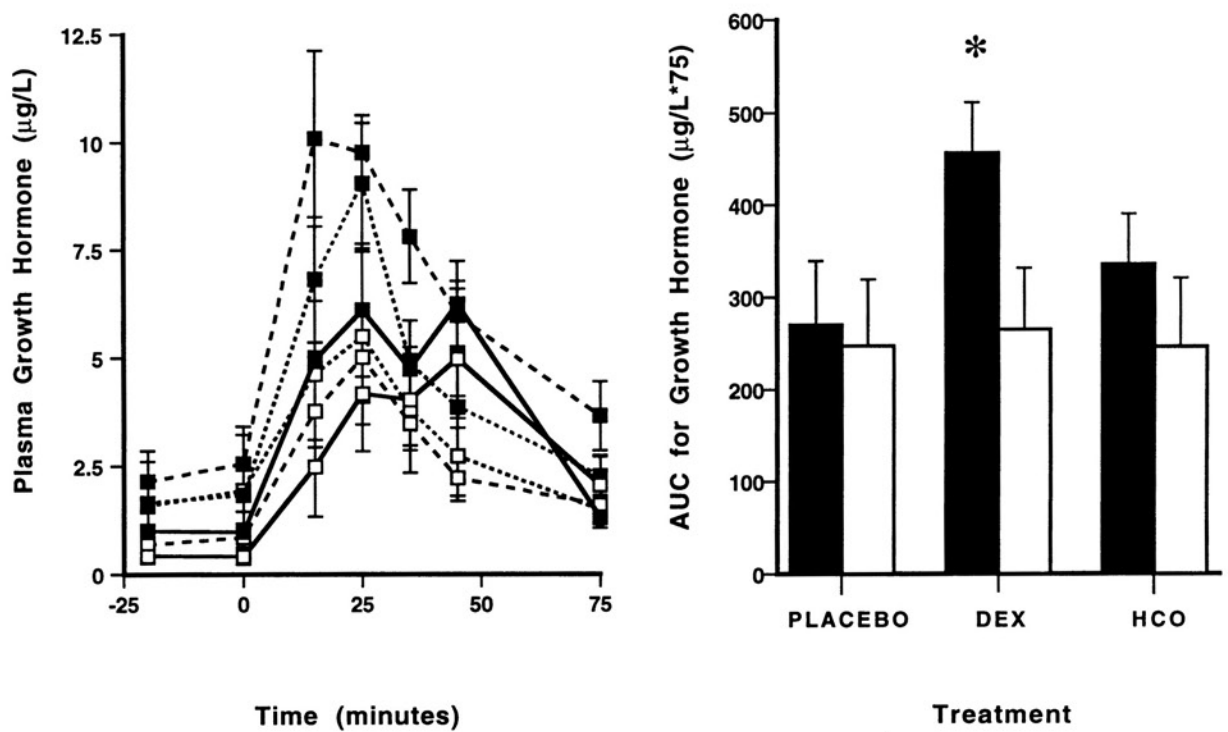 Plasma Growth Hormone (μg/L)
12.5
10
7.5
5
2.5
0
-25
0
25
50
75
Time (minutes)
AUC for Growth Hormone (μg/L*75)
600
500
400
300
200
100
0
*
PLACEBO
DEX
HCO
Treatment